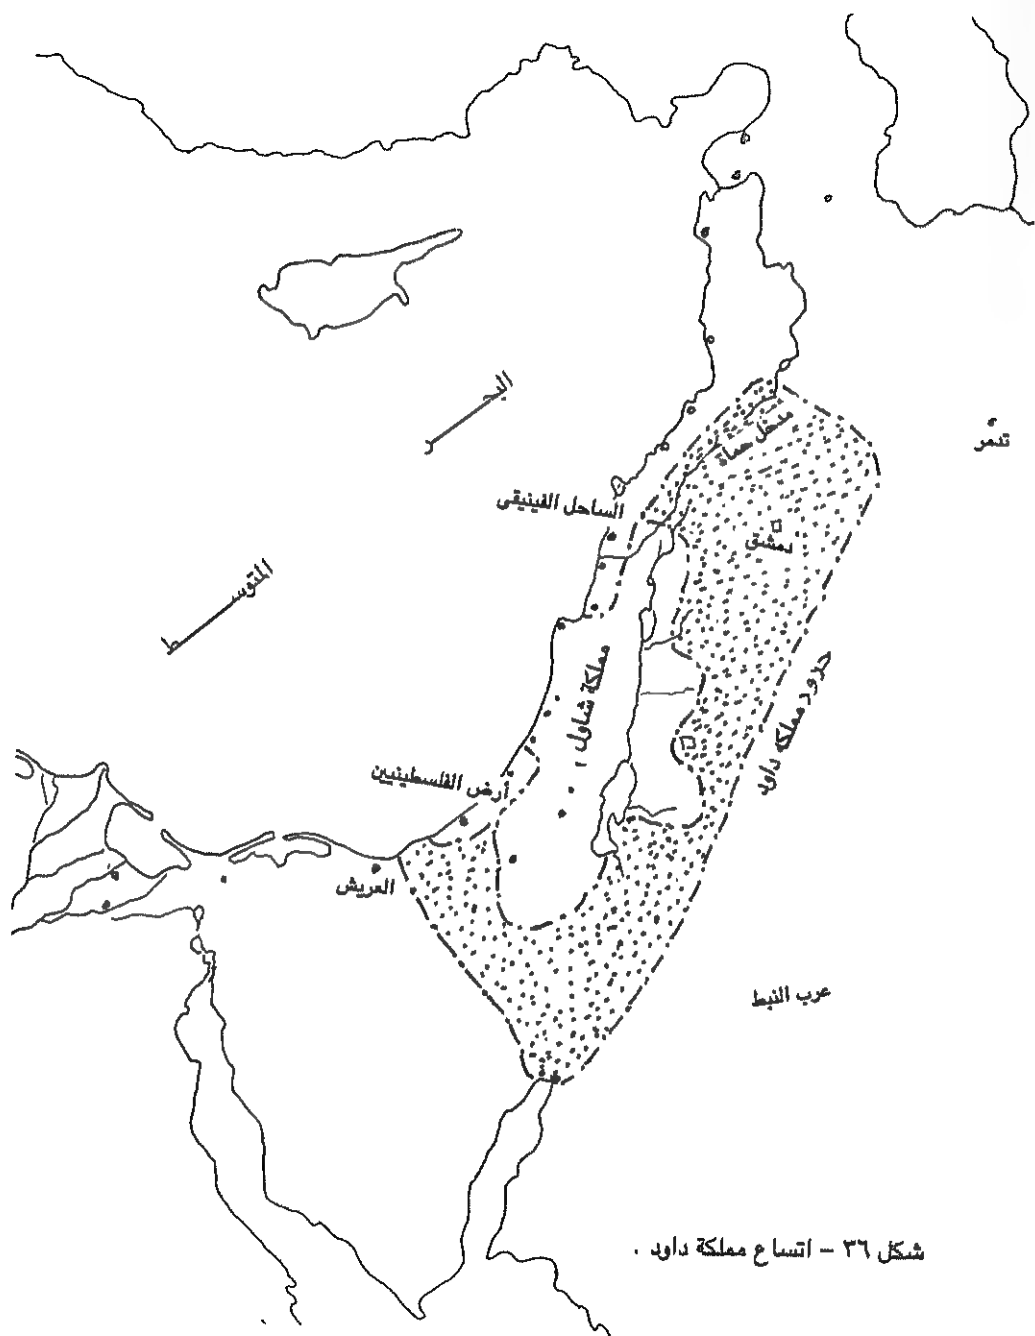 البحر
المتوسط
تدمر
مدخل حماة
الساحل الفينيقى
دمشق
مملكة شاول
حدود مملكة داود
أرض الفلسطينيين
العريش
عرب النبط
شكل ٣٦ – اتساع مملكة داود .